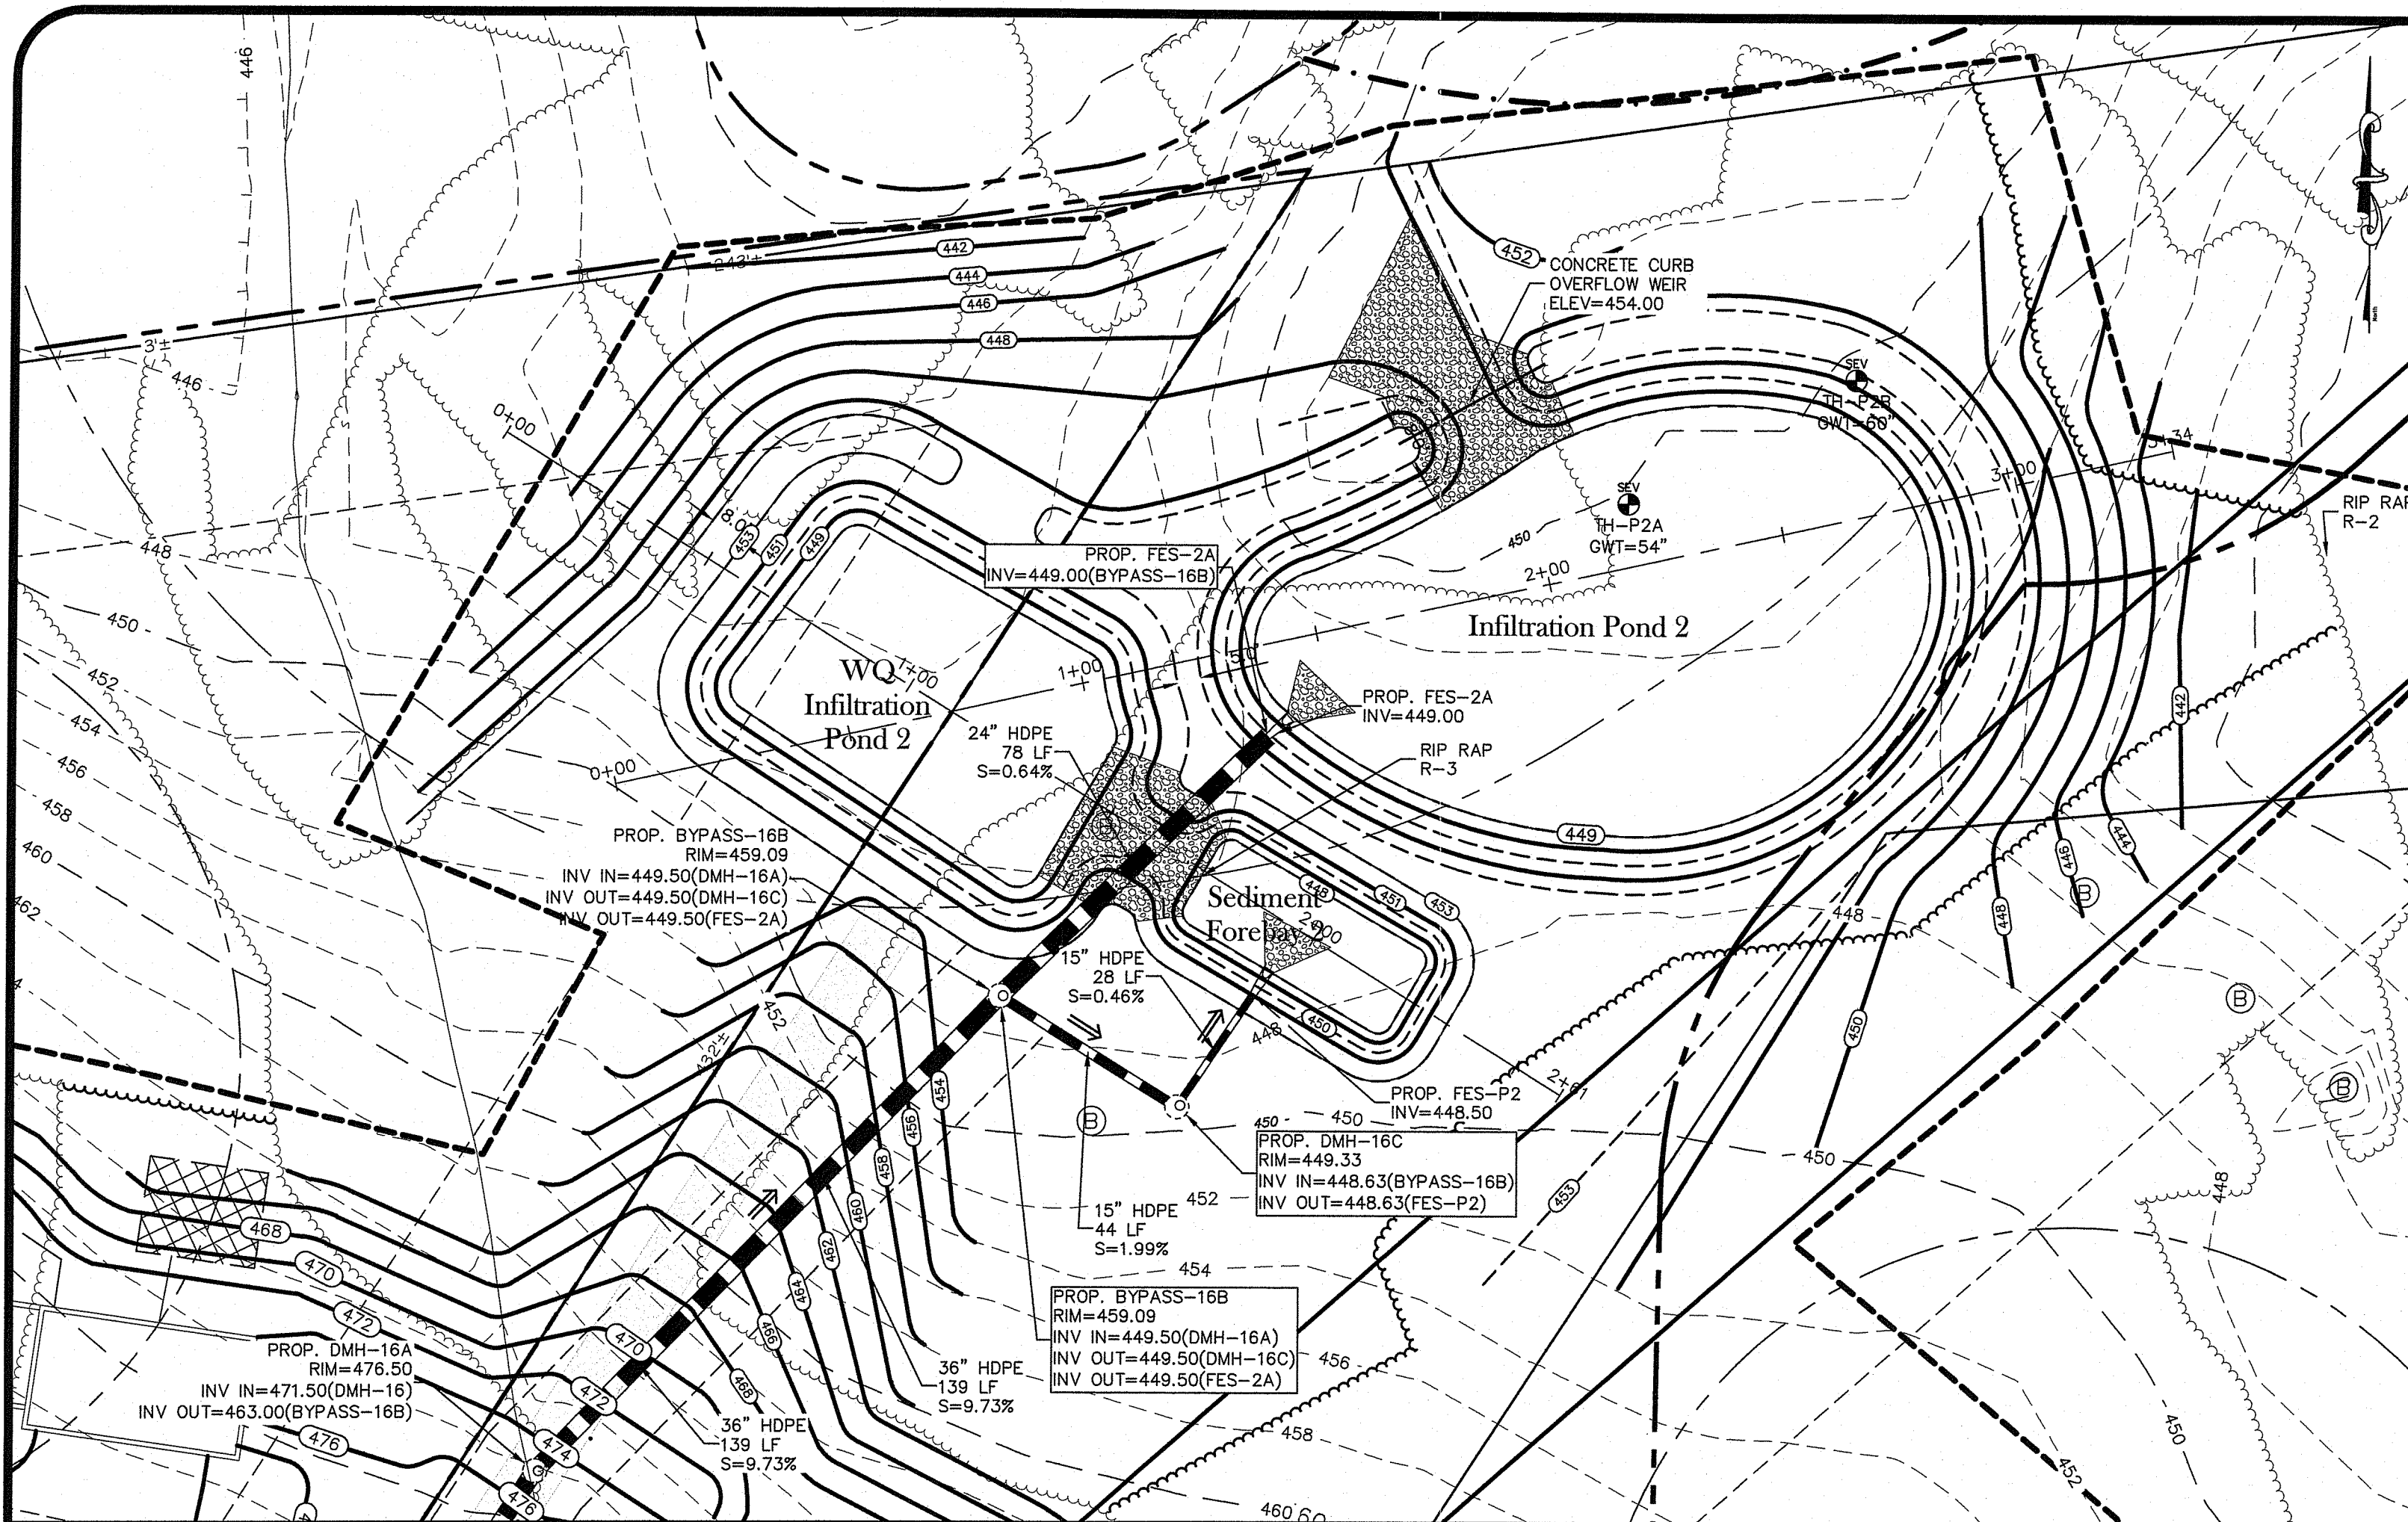 446
442
243'±
444
446
448
452
CONCRETE CURB
OVERFLOW WEIR
ELEV=454.00
North
3'±
446
0+00
SEV
TH-P2B
GWT=60"
3+00
RIP RAP
R-2
SEV
TH-P2A
GWT=54"
450
2+00
448
8.0'
453
451
449
PROP. FES-2A
INV=449.00(BYPASS-16B)
Infiltration Pond 2
450
452
454
456
458
460
462
WQ
Infiltration
Pond 2
1+00
1+00
5.0'
0+00
24" HDPE
78 LF
S=0.64%
PROP. FES-2A
INV=449.00
RIP RAP
R-3
442
444
446
448
449
PROP. BYPASS-16B
RIM=459.09
INV IN=449.50(DMH-16A)
INV OUT=449.50(DMH-16C)
INV OUT=449.50(FES-2A)
448
451
453
Sediment
Forebay 2
2+00
450
448
448
15" HDPE
28 LF
S=0.46%
B
B
B
B
450
452
132'±
454
456
458
460
462
464
466
468
PROP. FES-P2
INV=448.50
2+61
450
450
450
PROP. DMH-16C
RIM=449.33
INV IN=448.63(BYPASS-16B)
INV OUT=448.63(FES-P2)
452
453
448
15" HDPE
44 LF
S=1.99%
454
PROP. BYPASS-16B
RIM=459.09
INV IN=449.50(DMH-16A)
INV OUT=449.50(DMH-16C)
INV OUT=449.50(FES-2A)
456
468
470
472
470
472
474
476
476
PROP. DMH-16A
RIM=476.50
INV IN=471.50(DMH-16)
INV OUT=463.00(BYPASS-16B)
36" HDPE
139 LF
S=9.73%
36" HDPE
139 LF
S=9.73%
458
460
450
452